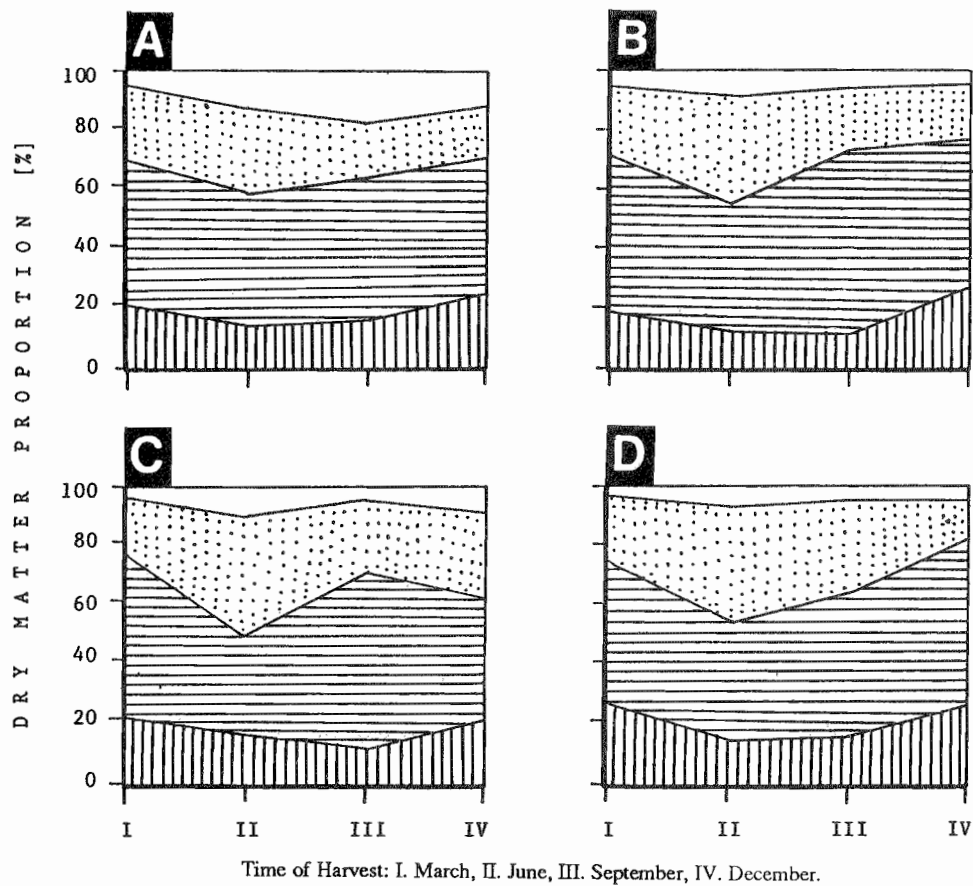 A
B
100
80
60
40
20
0
C
D
100
80
60
40
20
0
DRY MATTER PROPORTION [%]
I II III IV I II III IV
Time of Harvest: I. March, II. June, III. September, IV. December.